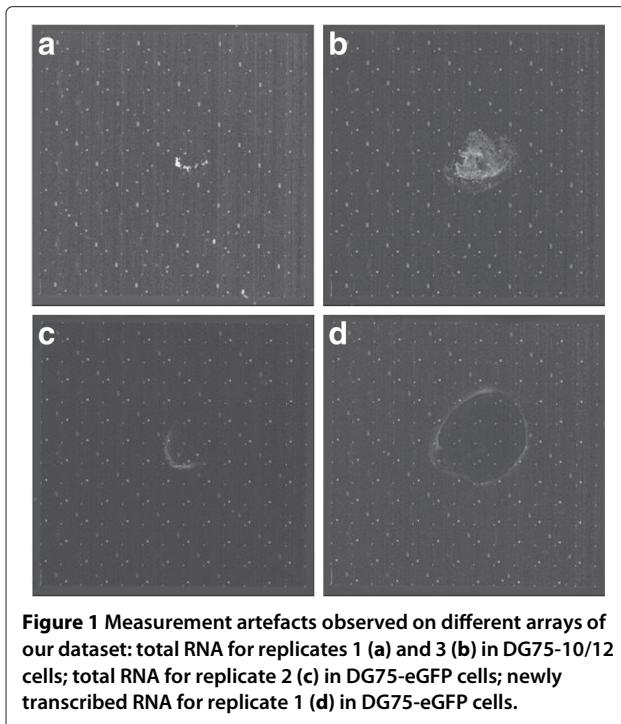 a
b
c
d
Figure 1 Measurement artefacts observed on different arrays of
our dataset: total RNA for replicates 1 (a) and 3 (b) in DG75-10/12
cells; total RNA for replicate 2 (c) in DG75-eGFP cells; newly
transcribed RNA for replicate 1 (d) in DG75-eGFP cells.